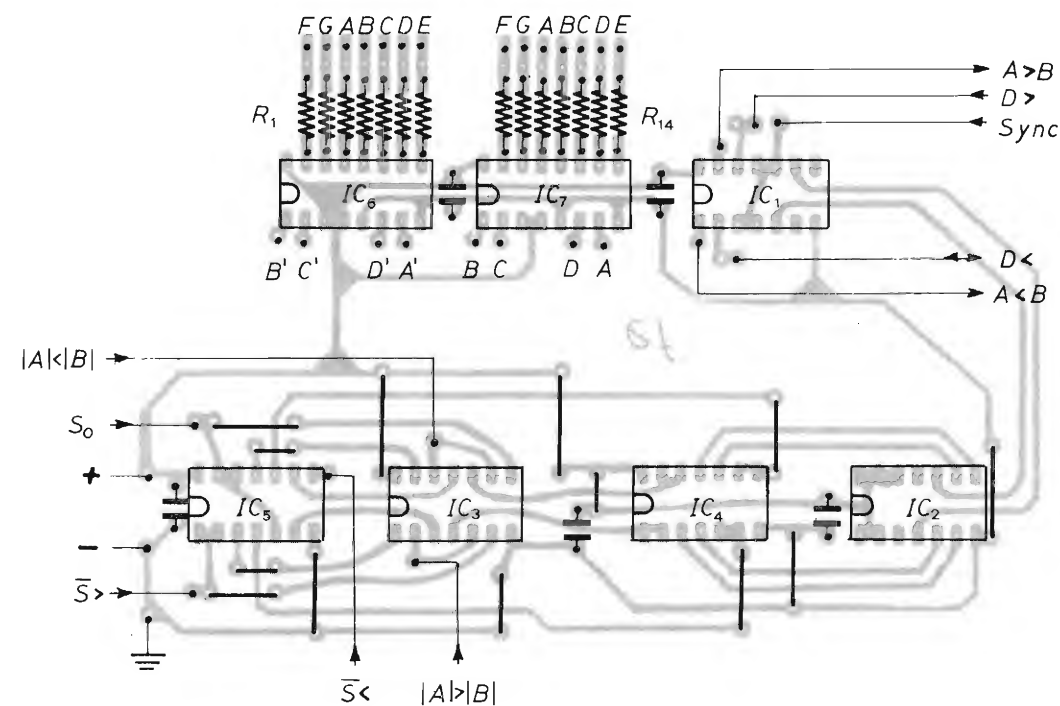 F G A B C D E
F G A B C D E
R₁
R₁₄
A>B
D>
Sync
IC₆
IC₇
IC₁
B' C' D' A'
B C D A
D<
A<B
|A|<|B|
S₀
+
IC₅
IC₃
IC₄
IC₂
−
S̅>
S̅<
|A|>|B|